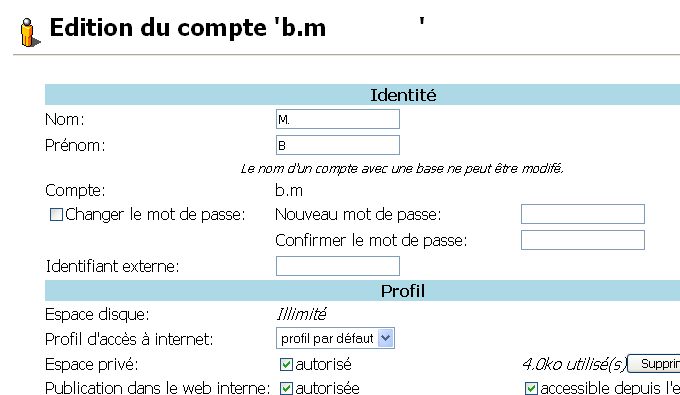 Edition du compte 'b.m '
Identité
Nom: M.
Prénom: B
Le nom d'un compte avec une base ne peut être modifé.
Compte: b.m
Changer le mot de passe: Nouveau mot de passe:
Confirmer le mot de passe:
Identifiant externe:
Profil
Espace disque: Illimité
Profil d'accès à internet: profil par défaut
Espace privé: autorisé 4.0ko utilisé(s)
Publication dans le web interne: autorisée accessible depuis l'e